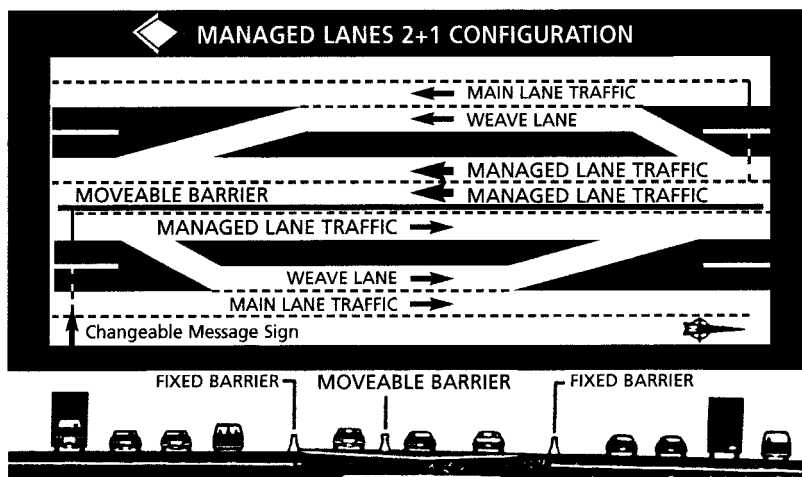 MANAGED LANES 2+1 CONFIGURATION
MAIN LANE TRAFFIC
WEAVE LANE
MANAGED LANE TRAFFIC
MOVEABLE BARRIER
MANAGED LANE TRAFFIC
MANAGED LANE TRAFFIC
WEAVE LANE
MAIN LANE TRAFFIC
Changeable Message Sign
FIXED BARRIER
MOVEABLE BARRIER
FIXED BARRIER